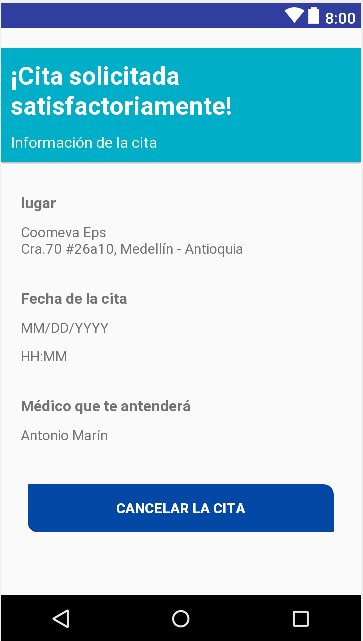 8:00
¡Cita solicitada
satisfactoriamente!
Información de la cita
lugar
Coomeva Eps
Cra.70 #26a10, Medellín - Antioquia
Fecha de la cita
MM/DD/YYYY
HH:MM
Médico que te antenderá
Antonio Marín
CANCELAR LA CITA